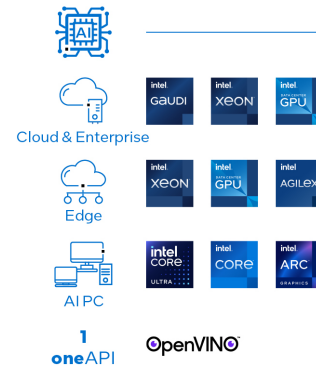 AI
intel
GAUDI
intel
xeon
intel
DATA CENTER
GPU
Cloud & Enterprise
intel
xeon
intel
DATA CENTER
GPU
intel
AGILEX
Edge
intel
CORE
ULTRA
intel
CORE
intel
ARC
GRAPHICS
AI PC
1
oneAPI
OpenVINO